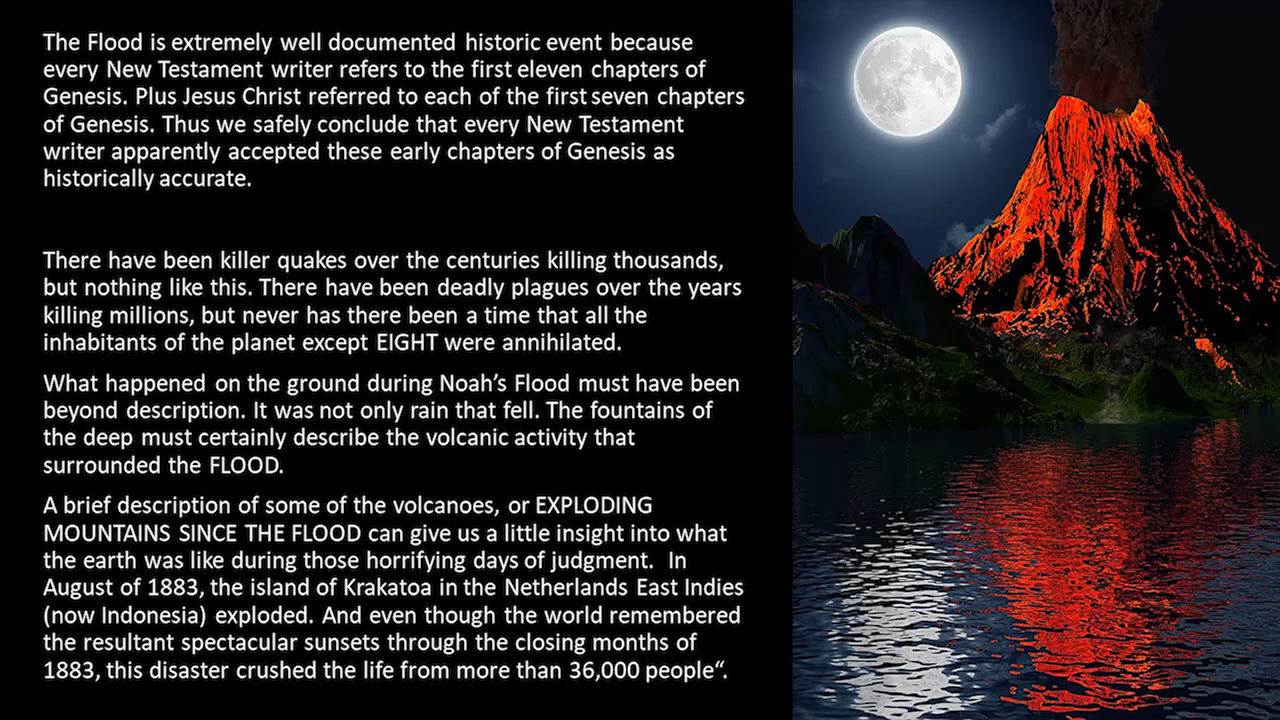 The Flood is extremely well documented historic event because
every New Testament writer refers to the first eleven chapters of
Genesis. Plus Jesus Christ referred to each of the first seven chapters
of Genesis. Thus we safely conclude that every New Testament
writer apparently accepted these early chapters of Genesis as
historically accurate.
There have been killer quakes over the centuries killing thousands,
but nothing like this. There have been deadly plagues over the years
killing millions, but never has there been a time that all the
inhabitants of the planet except EIGHT were annihilated.
What happened on the ground during Noah’s Flood must have been
beyond description. It was not only rain that fell. The fountains of
the deep must certainly describe the volcanic activity that
surrounded the FLOOD.
A brief description of some of the volcanoes, or EXPLODING
MOUNTAINS SINCE THE FLOOD can give us a little insight into what
the earth was like during those horrifying days of judgment.  In
August of 1883, the island of Krakatoa in the Netherlands East Indies
(now Indonesia) exploded. And even though the world remembered
the resultant spectacular sunsets through the closing months of
1883, this disaster crushed the life from more than 36,000 people“.